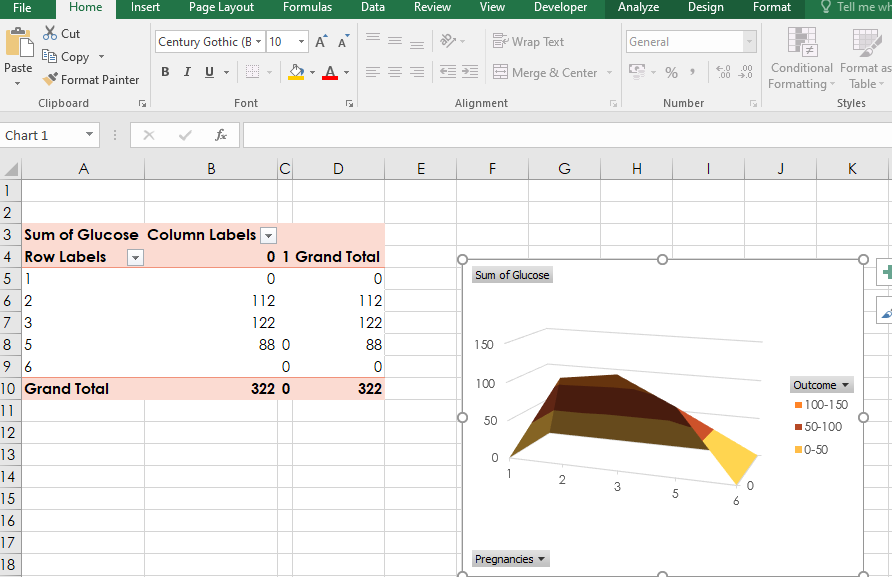 File Home Insert Page Layout Formulas Data Review View Developer Analyze Design Format Tell me wh
Cut
Copy
Format Painter
Paste
Clipboard
Century Gothic (B 10 A A
B I U A
Font
Wrap Text
Merge & Center
Alignment
General
% , .00 .0
Number
Conditional Formatting
Format as Table
Styles
Chart 1 fx
A B C D E F G H I J K
1
2
3 Sum of Glucose Column Labels
4 Row Labels 0 1 Grand Total
5 1 0 0
6 2 112 112
7 3 122 122
8 5 88 0 88
9 6 0 0
10 Grand Total 322 0 322
11
12
13
14
15
16
17
18
Sum of Glucose
150
100
50
0
1 2 3 5 6
0
Outcome
100-150
50-100
0-50
Pregnancies